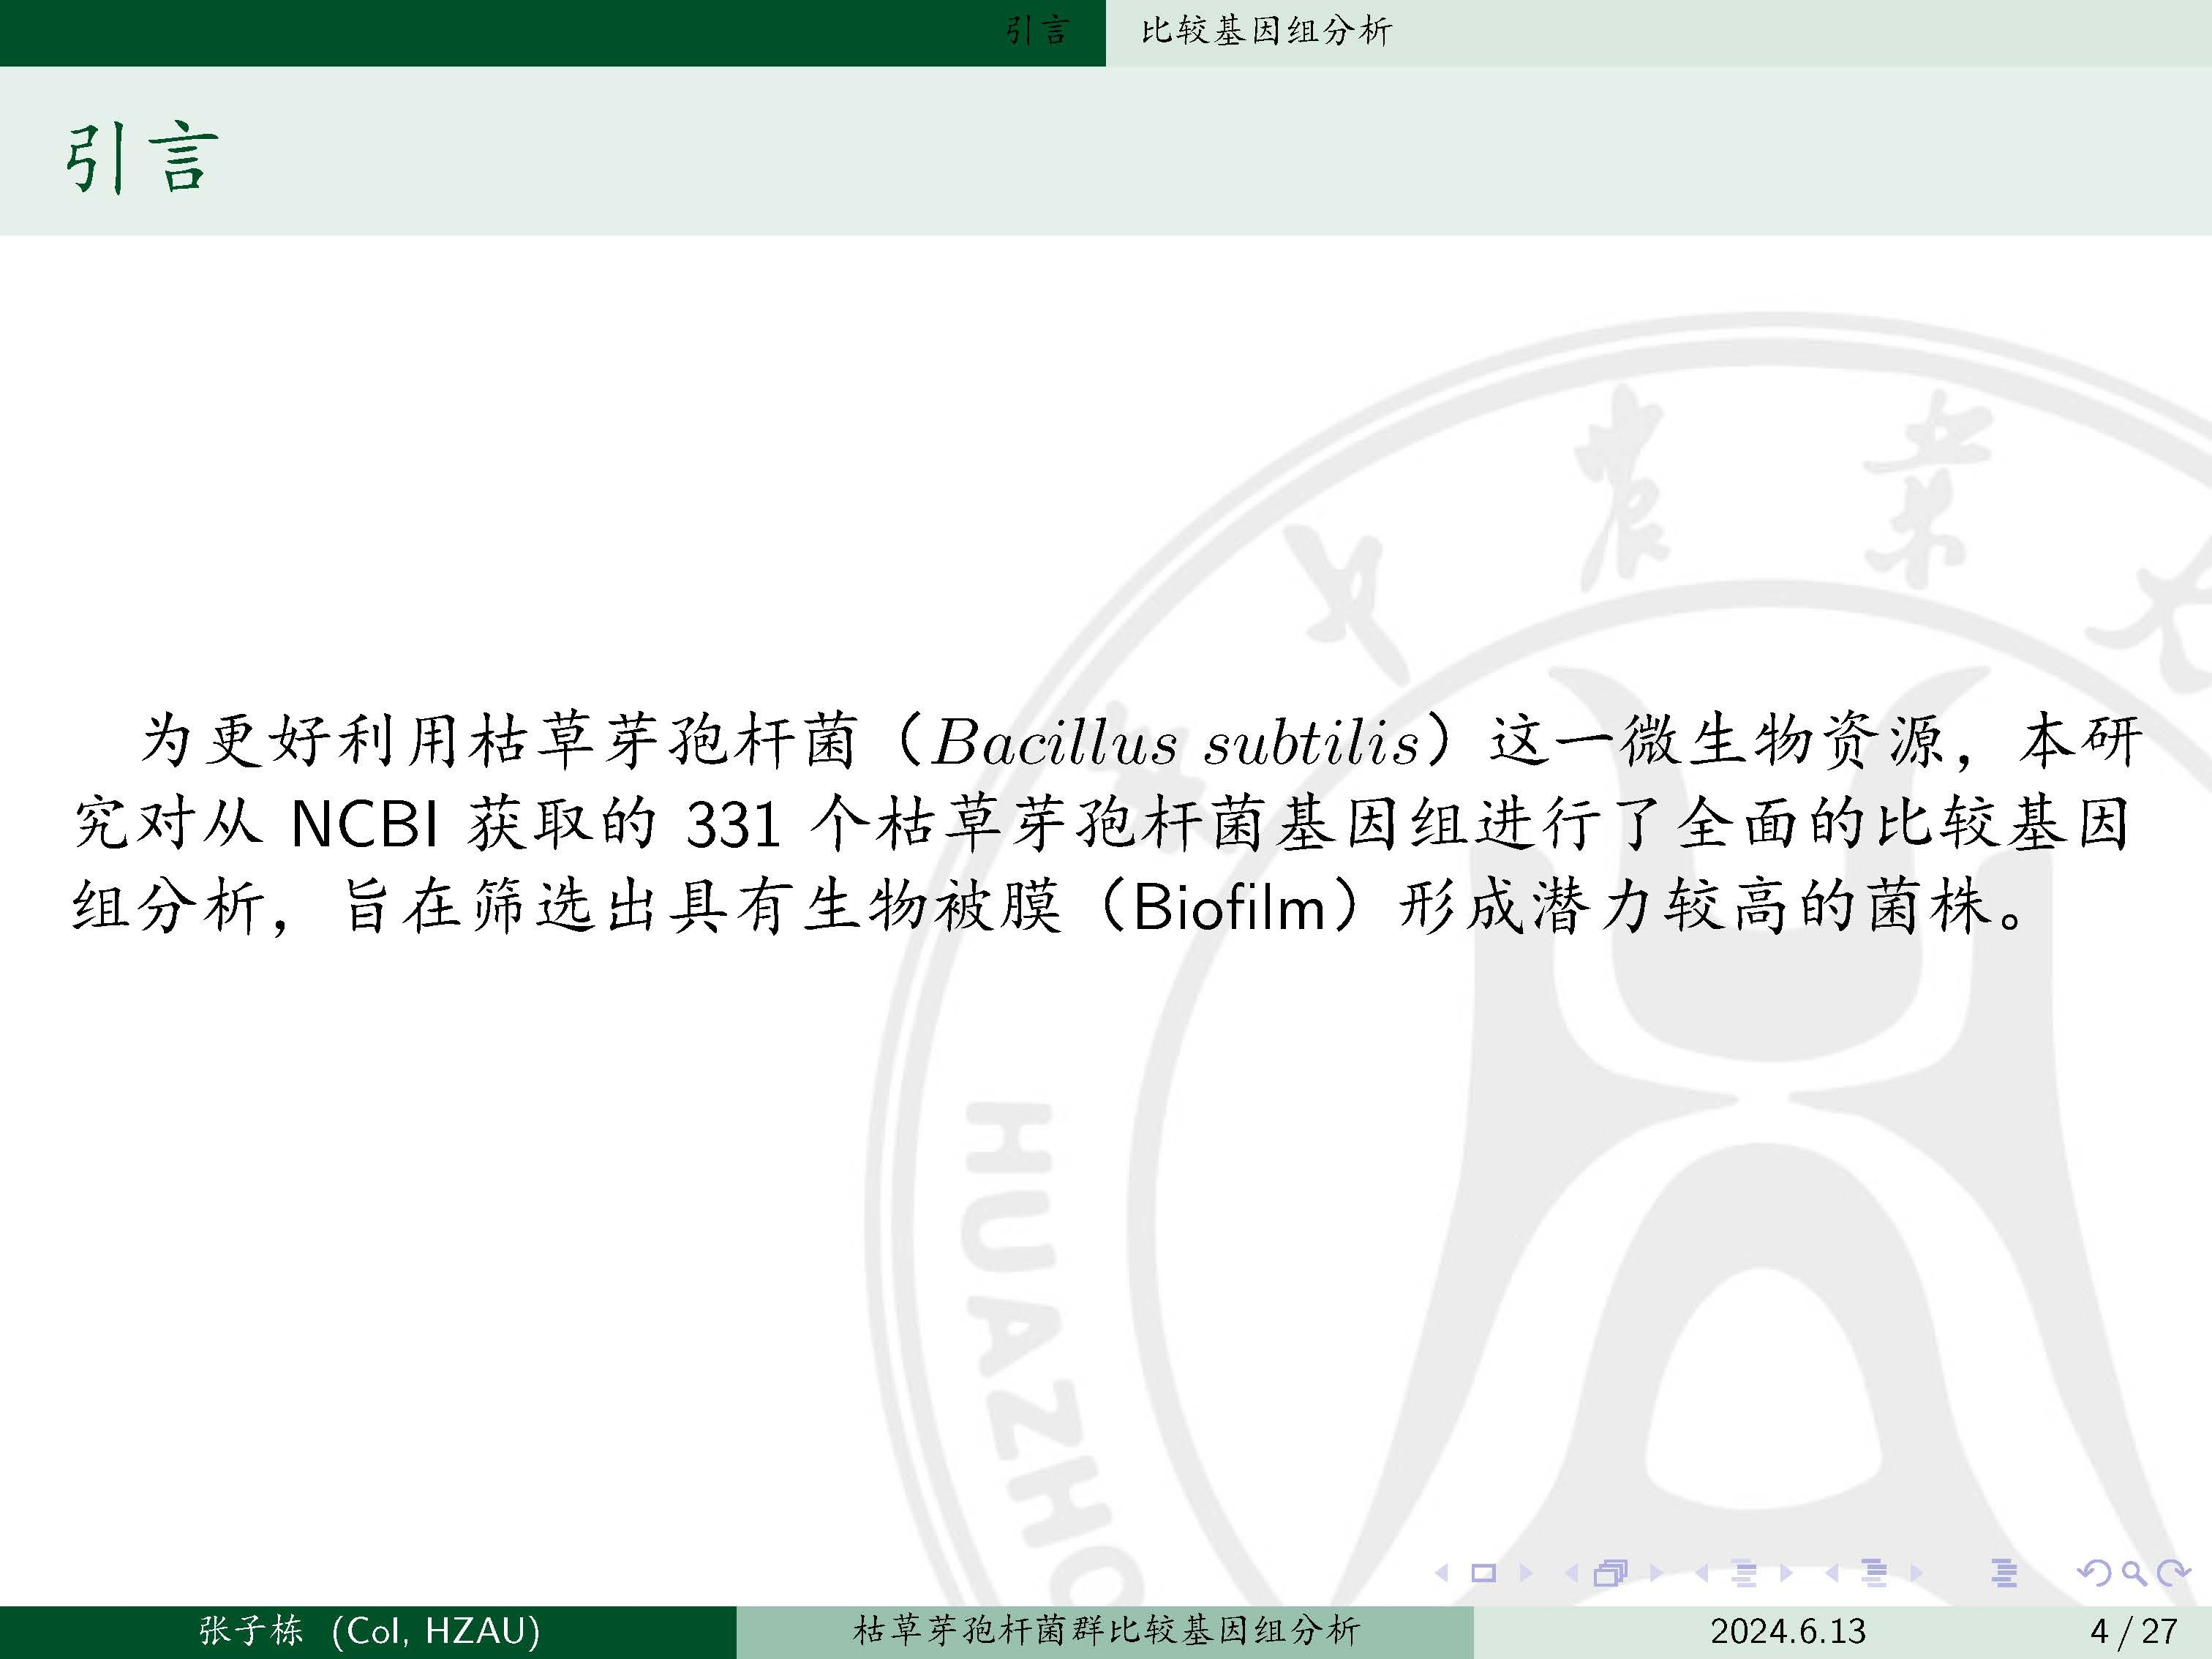 引言 比较基因组分析
引言
为更好利用枯草芽孢杆菌（Bacillus subtilis）这一微生物资源，本研
究对从 NCBI 获取的 331 个枯草芽孢杆菌基因组进行了全面的比较基因
组分析，旨在筛选出具有生物被膜（Biofilm）形成潜力较高的菌株。
農業大
HUAZHO
张子栋 (CoI, HZAU) 枯草芽孢杆菌群比较基因组分析 2024.6.13 4 / 27